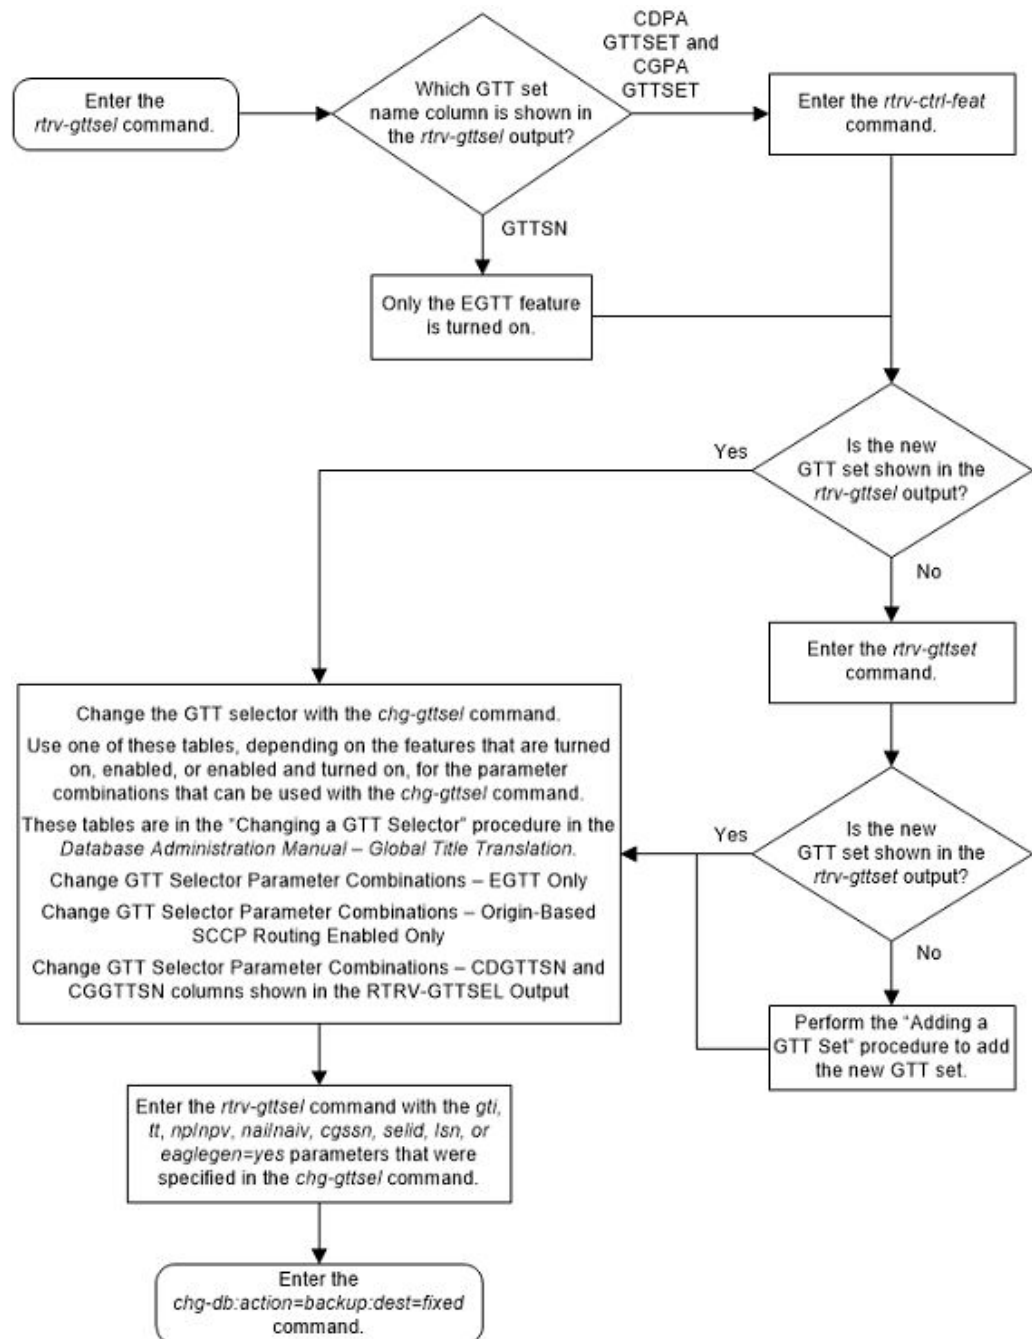 Enter the
rtrv-gttsel command.
Which GTT set
name column is shown in
the rtrv-gttsel output?
CDPA
GTTSET and
CGPA
GTTSET
Enter the rtrv-ctrl-feat
command.
GTTSN
Only the EGTT feature
is turned on.
Is the new
GTT set shown in the
rtrv-gttsel output?
Yes
No
Enter the rtrv-gttset
command.
Is the new
GTT set shown in the
rtrv-gttset output?
Yes
No
Perform the “Adding a
GTT Set” procedure to add
the new GTT set.
Change the GTT selector with the chg-gttsel command.
Use one of these tables, depending on the features that are turned
on, enabled, or enabled and turned on, for the parameter
combinations that can be used with the chg-gttsel command.
These tables are in the “Changing a GTT Selector” procedure in the
Database Administration Manual – Global Title Translation.
Change GTT Selector Parameter Combinations – EGTT Only
Change GTT Selector Parameter Combinations – Origin-Based
SCCP Routing Enabled Only
Change GTT Selector Parameter Combinations – CDGTTSN and
CGGTTSN columns shown in the RTRV-GTTSEL Output
Enter the rtrv-gttsel command with the gti,
tt, np/npv, nai/naiv, cgssn, selid, lsn, or
eaglegen=yes parameters that were
specified in the chg-gttsel command.
Enter the
chg-db:action=backup:dest=fixed
command.